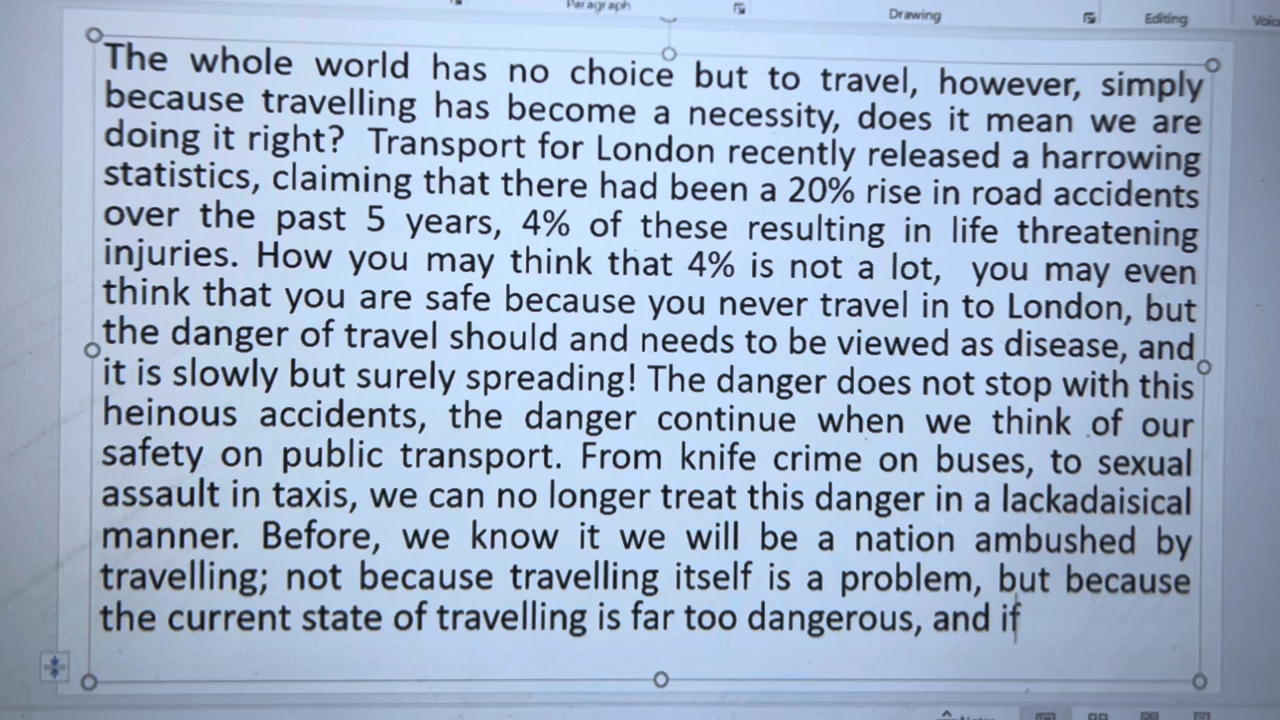 Paragraph
Drawing
Editing
The whole world has no choice but to travel, however, simply
because travelling has become a necessity, does it mean we are
doing it right? Transport for London recently released a harrowing
statistics, claiming that there had been a 20% rise in road accidents
over the past 5 years, 4% of these resulting in life threatening
injuries. How you may think that 4% is not a lot, you may even
think that you are safe because you never travel in to London, but
the danger of travel should and needs to be viewed as disease, and
it is slowly but surely spreading! The danger does not stop with this
heinous accidents, the danger continue when we think of our
safety on public transport. From knife crime on buses, to sexual
assault in taxis, we can no longer treat this danger in a lackadaisical
manner. Before, we know it we will be a nation ambushed by
travelling; not because travelling itself is a problem, but because
the current state of travelling is far too dangerous, and if